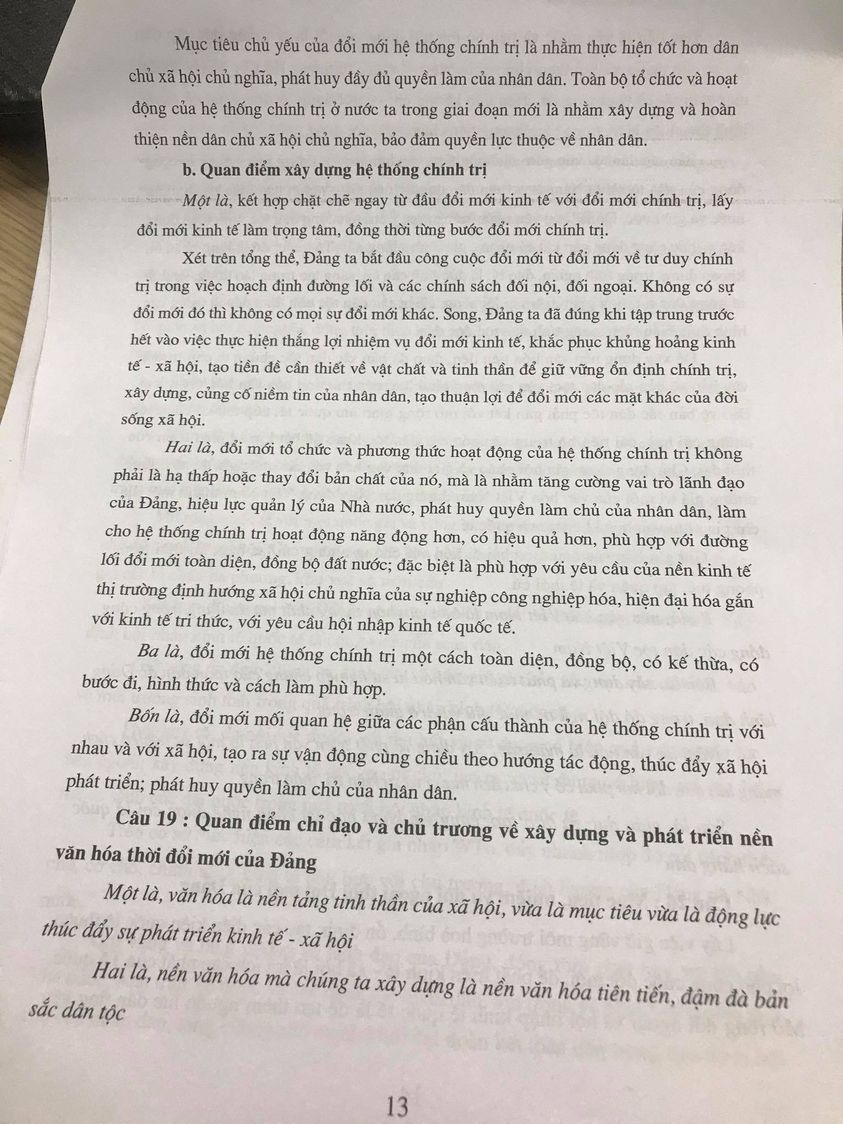 Mục tiêu chủ yếu của đổi mới hệ thống chính trị là nhằm thực hiện tốt hơn dân
chủ xã hội chủ nghĩa, phát huy đầy đủ quyền làm của nhân dân. Toàn bộ tổ chức và hoạt
động của hệ thống chính trị ở nước ta trong giai đoạn mới là nhằm xây dựng và hoàn
thiện nền dân chủ xã hội chủ nghĩa, bảo đảm quyền lực thuộc về nhân dân.
b. Quan điểm xây dựng hệ thống chính trị
Một là, kết hợp chặt chẽ ngay từ đầu đổi mới kinh tế với đổi mới chính trị, lấy
đổi mới kinh tế làm trọng tâm, đồng thời từng bước đổi mới chính trị.
Xét trên tổng thể, Đảng ta bắt đầu công cuộc đổi mới từ đổi mới về tư duy chính
trị trong việc hoạch định đường lối và các chính sách đối nội, đối ngoại. Không có sự
đổi mới đó thì không có mọi sự đổi mới khác. Song, Đảng ta đã đúng khi tập trung trước
hết vào việc thực hiện thắng lợi nhiệm vụ đổi mới kinh tế, khắc phục khủng hoảng kinh
tế - xã hội, tạo tiền đề cần thiết về vật chất và tinh thần để giữ vững ổn định chính trị,
xây dựng, củng cố niềm tin của nhân dân, tạo thuận lợi để đổi mới các mặt khác của đời
sống xã hội.
Hai là, đổi mới tổ chức và phương thức hoạt động của hệ thống chính trị không
phải là hạ thấp hoặc thay đổi bản chất của nó, mà là nhằm tăng cường vai trò lãnh đạo
của Đảng, hiệu lực quản lý của Nhà nước, phát huy quyền làm chủ của nhân dân, làm
cho hệ thống chính trị hoạt động năng động hơn, có hiệu quả hơn, phù hợp với đường
lối đổi mới toàn diện, đồng bộ đất nước; đặc biệt là phù hợp với yêu cầu của nền kinh tế
thị trường định hướng xã hội chủ nghĩa của sự nghiệp công nghiệp hóa, hiện đại hóa gắn
với kinh tế tri thức, với yêu cầu hội nhập kinh tế quốc tế.
Ba là, đổi mới hệ thống chính trị một cách toàn diện, đồng bộ, có kế thừa, có
bước đi, hình thức và cách làm phù hợp.
Bốn là, đổi mới mối quan hệ giữa các phận cấu thành của hệ thống chính trị với
nhau và với xã hội, tạo ra sự vận động cùng chiều theo hướng tác động, thúc đẩy xã hội
phát triển; phát huy quyền làm chủ của nhân dân.
Câu 19 : Quan điểm chỉ đạo và chủ trương về xây dựng và phát triển nền
văn hóa thời đổi mới của Đảng
Một là, văn hóa là nền tảng tinh thần của xã hội, vừa là mục tiêu vừa là động lực
thúc đẩy sự phát triển kinh tế - xã hội
Hai là, nền văn hóa mà chúng ta xây dựng là nền văn hóa tiên tiến, đậm đà bản
sắc dân tộc
13